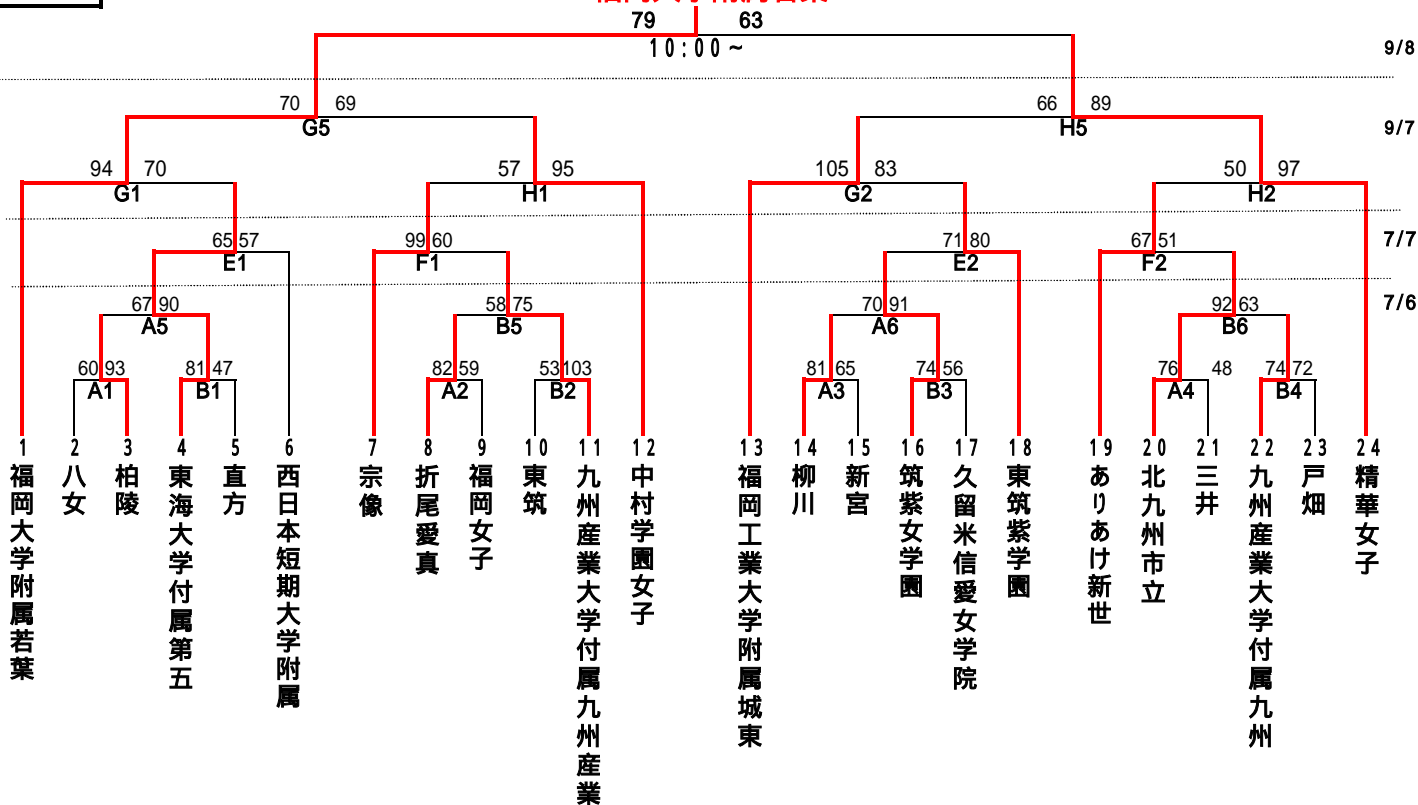 福岡大学附属若葉
79 63
10:00~
9/8
70 69
G5
66 89
H5
9/7
94 70
G1
57 95
H1
105 83
G2
50 97
H2
65 57
E1
99 60
F1
71 80
E2
67 51
F2
7/7
67 90
A5
58 75
B5
70 91
A6
92 63
B6
7/6
60 93
A1
81 47
B1
82 59
A2
53 103
B2
81 65
A3
74 56
B3
76 48
A4
74 72
B4
1
福岡大学附属若葉
2
八女
3
柏陵
4
東海大学付属第五
5
直方
6
西日本短期大学附属
7
宗像
8
折尾愛真
9
福岡女子
10
東筑
11
九州産業大学付属九州産業
12
中村学園女子
13
福岡工業大学附属城東
14
柳川
15
新宮
16
筑紫女学園
17
久留米信愛女学院
18
東筑紫学園
19
ありあけ新世
20
北九州市立
21
三井
22
九州産業大学付属九州
23
戸畑
24
精華女子